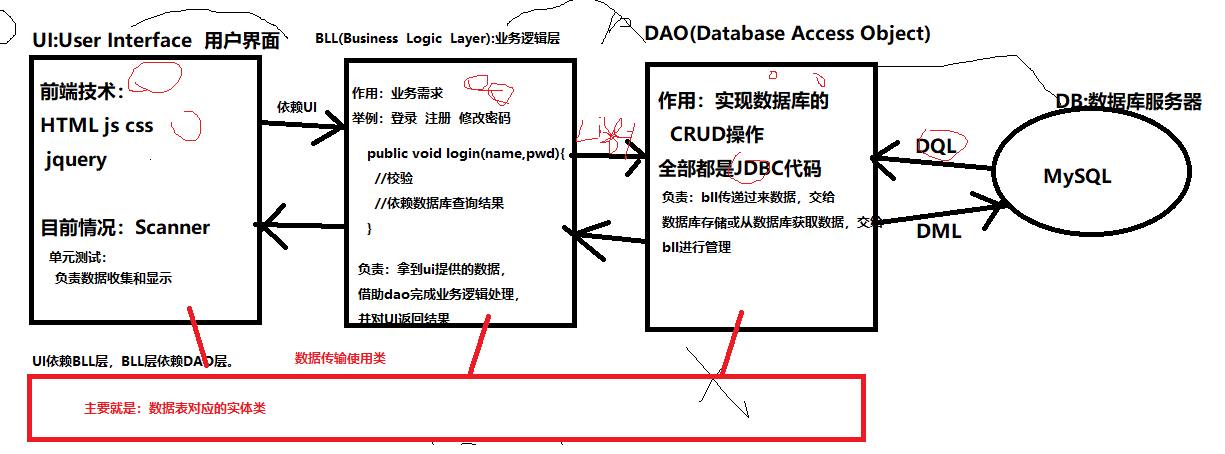 UI:User Interface 用户界面
前端技术：
HTML js css
jquery
目前情况：Scanner
单元测试：
负责数据收集和显示
依赖UI
BLL(Business Logic Layer):业务逻辑层
作用：业务需求
举例：登录 注册 修改密码
public void login(name,pwd){
//校验
//依赖数据库查询结果
}
负责：拿到ui提供的数据，
借助dao完成业务逻辑处理，
并对UI返回结果
DAO(Database Access Object)
作用：实现数据库的
CRUD操作
全部都是JDBC代码
负责：bll传递过来数据，交给
数据库存储或从数据库获取数据，交给
bll进行管理
DB:数据库服务器
DQL
MySQL
DML
UI依赖BLL层，BLL层依赖DAO层。
数据传输使用类
主要就是：数据表对应的实体类